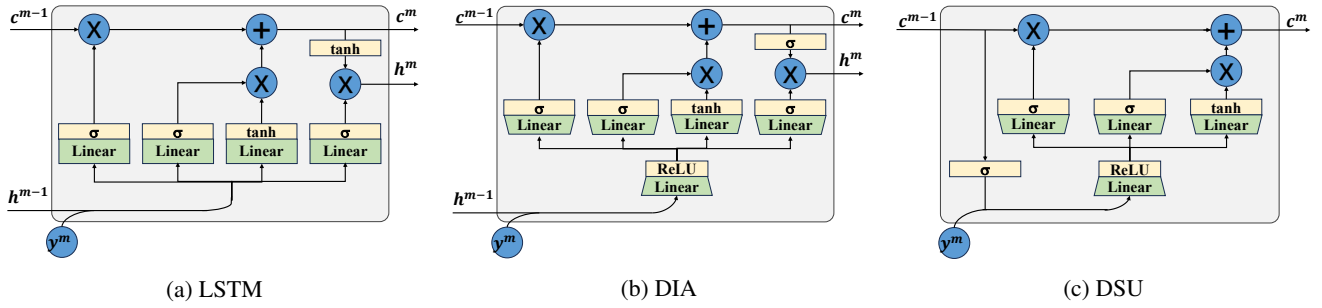 c^{m-1} × + c^m
tanh
× h^m
σ σ tanh σ
Linear Linear Linear Linear
h^{m-1}
y^m
(a) LSTM
c^{m-1} × + c^m
σ
× × h^m
σ σ tanh σ
Linear Linear Linear Linear
ReLU
Linear
h^{m-1}
y^m
(b) DIA
c^{m-1} × + c^m
×
σ σ tanh
Linear Linear Linear
σ ReLU
Linear
y^m
(c) DSU